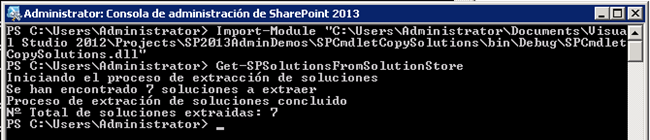 Administrator: Consola de administración de SharePoint 2013
PS C:\Users\Administrator> Import-Module "C:\Users\Administrator\Documents\Visua
l Studio 2012\Projects\SP2013AdminDemos\SPCmdletCopySolutions\bin\Debug\SPCmdlet
CopySolutions.dll"
PS C:\Users\Administrator> Get-SPSolutionsFromSolutionStore
Iniciando el proceso de extracción de soluciones
Se han encontrado 7 soluciones a extraer
Proceso de extración de soluciones concluido
Nº Total de soluciones extraidas: 7
PS C:\Users\Administrator> _